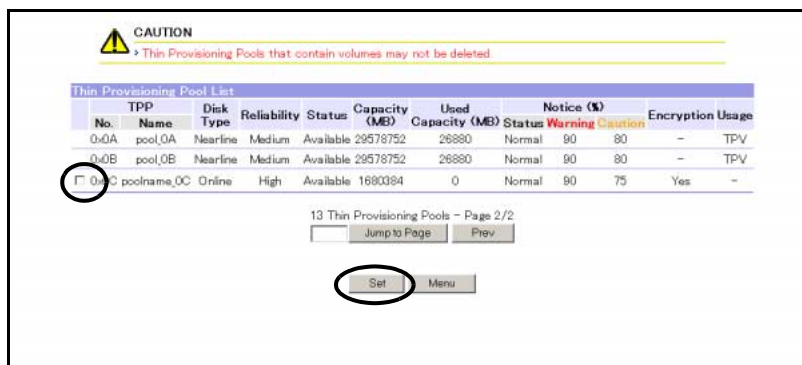 CAUTION
Thin Provisioning Pools that contain volumes may not be deleted.
Thin Provisioning Pool List
TPP Disk Type Reliability Status Capacity (MB) Used Capacity (MB) Notice (%) Encryption Usage
No. Name Status Warning Caution
0x0A pool_0A Nearline Medium Available 29578752 26880 Normal 90 80 - TPV
0x0B pool_0B Nearline Medium Available 29578752 26880 Normal 90 80 - TPV
0x0C poolname_0C Online High Available 1680384 0 Normal 90 75 Yes -
13 Thin Provisioning Pools - Page 2/2
Jump to Page Prev
Set Menu